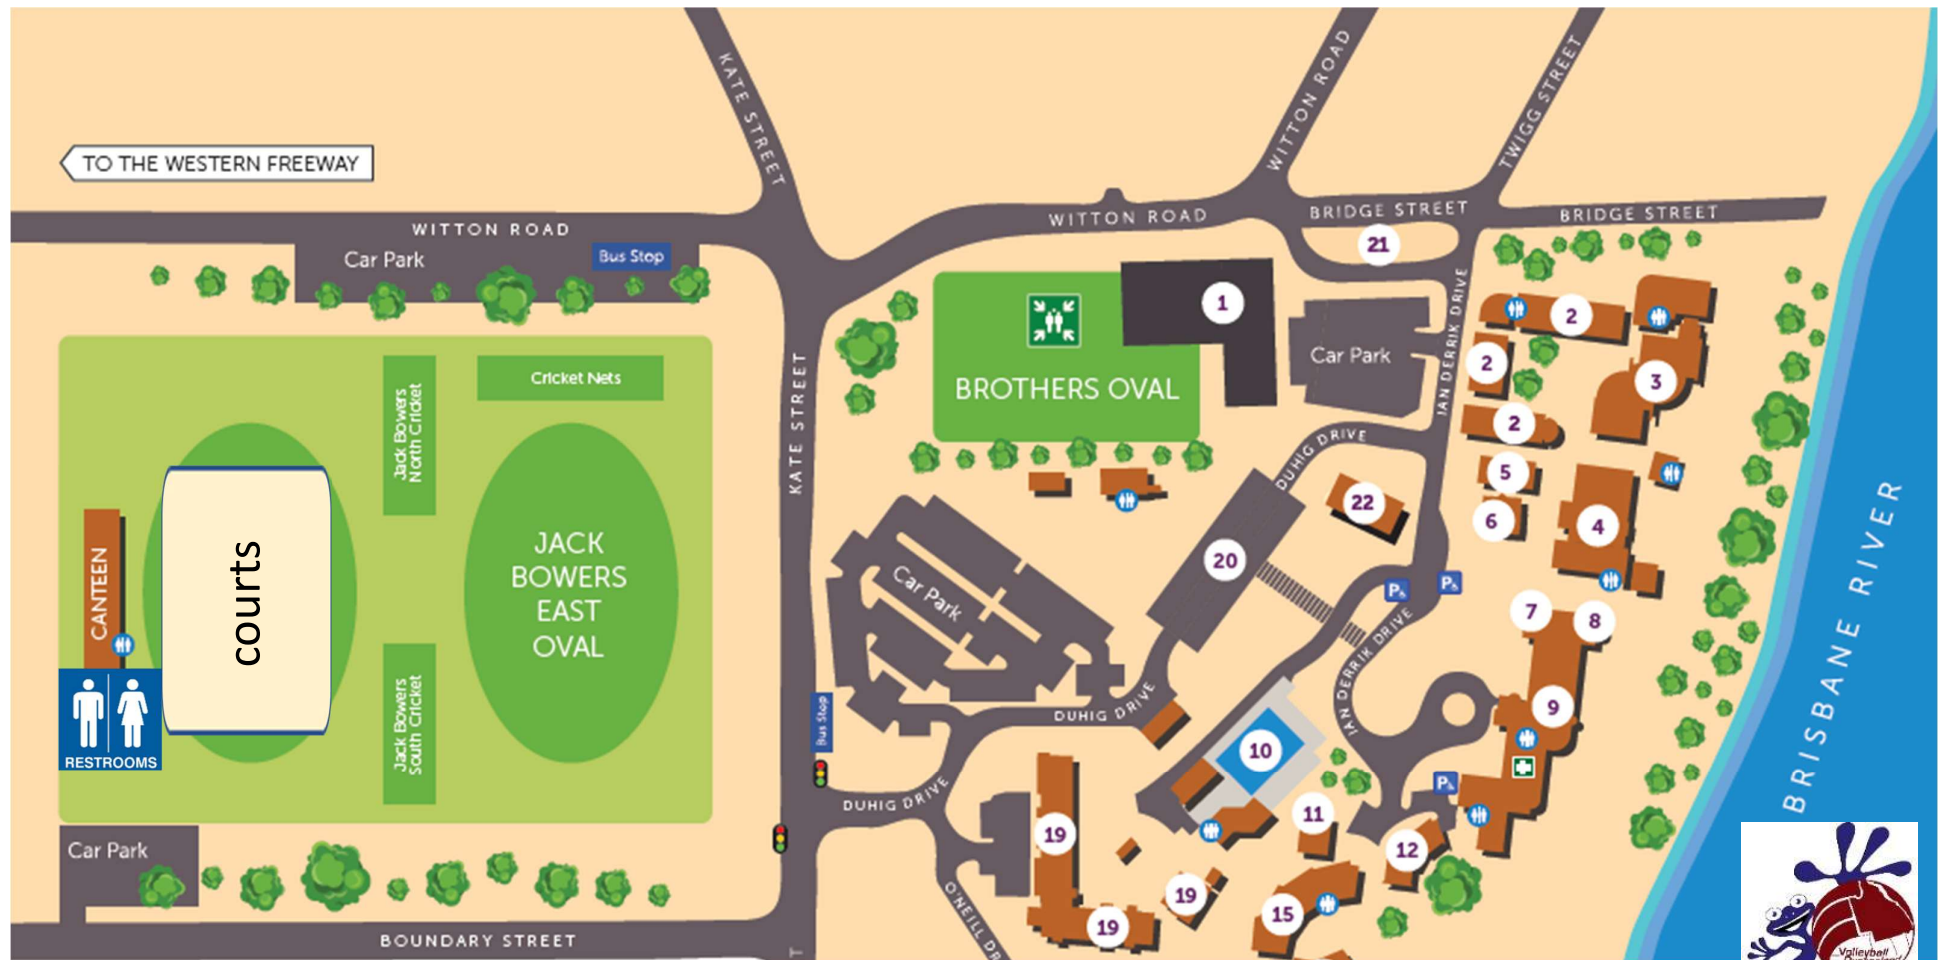 KATE STREET
WITTON ROAD
TWIGG STREET
TO THE WESTERN FREEWAY
WITTON ROAD
WITTON ROAD
BRIDGE STREET
BRIDGE STREET
Car Park
Bus Stop
21
1
2
2
2
3
Car Park
IAN DERRIK DRIVE
BROTHERS OVAL
KATE STREET
Cricket Nets
Jack Bowers
North Cricket
DUHIG DRIVE
5
6
4
22
20
CANTEEN
courts
JACK
BOWERS
EAST
OVAL
Car Park
P
P
7
8
BRISBANE RIVER
IAN DERRIK DRIVE
Jack Bowers
South Cricket
Bus Stop
DUHIG DRIVE
9
10
RESTROOMS
P
DUHIG DRIVE
11
12
19
19
19
15
Car Park
O'NEILL DR
BOUNDARY STREET
T
Volleyball